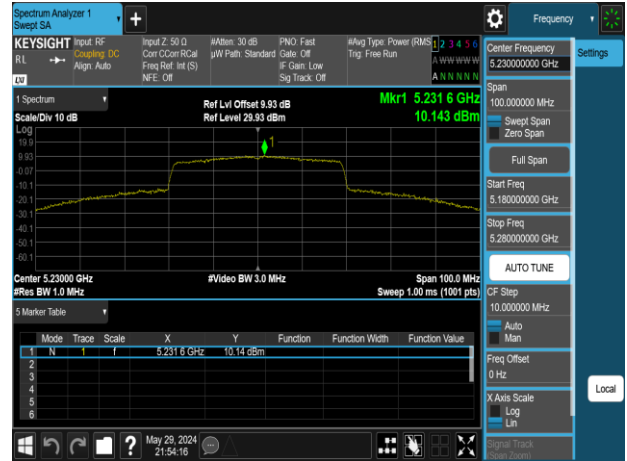 Spectrum Analyzer 1
Swept SA
Frequency
KEYSIGHT
RL
LXI
Input: RF
Coupling: DC
Align: Auto
Input Z: 50 Ω
Corr CCorr RCal
Freq Ref: Int (S)
NFE: Off
#Atten: 30 dB
µW Path: Standard
PNO: Fast
Gate: Off
IF Gain: Low
Sig Track: Off
#Avg Type: Power (RMS
Trig: Free Run
1 2 3 4 5 6
A W W W W W
A N N N N N
1 Spectrum
Scale/Div 10 dB
Ref Lvl Offset 9.93 dB
Ref Level 29.93 dBm
Mkr1 5.231 6 GHz
10.143 dBm
Log
19.9
9.93
-0.07
-10.1
-20.1
-30.1
-40.1
-50.1
-60.1
1
Center 5.23000 GHz
#Res BW 1.0 MHz
#Video BW 3.0 MHz
Span 100.0 MHz
Sweep 1.00 ms (1001 pts)
5 Marker Table
Mode Trace Scale X Y Function Function Width Function Value
1 N 1 f 5.231 6 GHz 10.14 dBm
2
3
4
5
6
May 29, 2024
21:54:16
Center Frequency
5.230000000 GHz
Span
100.000000 MHz
Swept Span
Zero Span
Full Span
Start Freq
5.180000000 GHz
Stop Freq
5.280000000 GHz
AUTO TUNE
CF Step
10.000000 MHz
Auto
Man
Freq Offset
0 Hz
X Axis Scale
Log
Lin
Signal Track
(Span Zoom)
Settings
Local